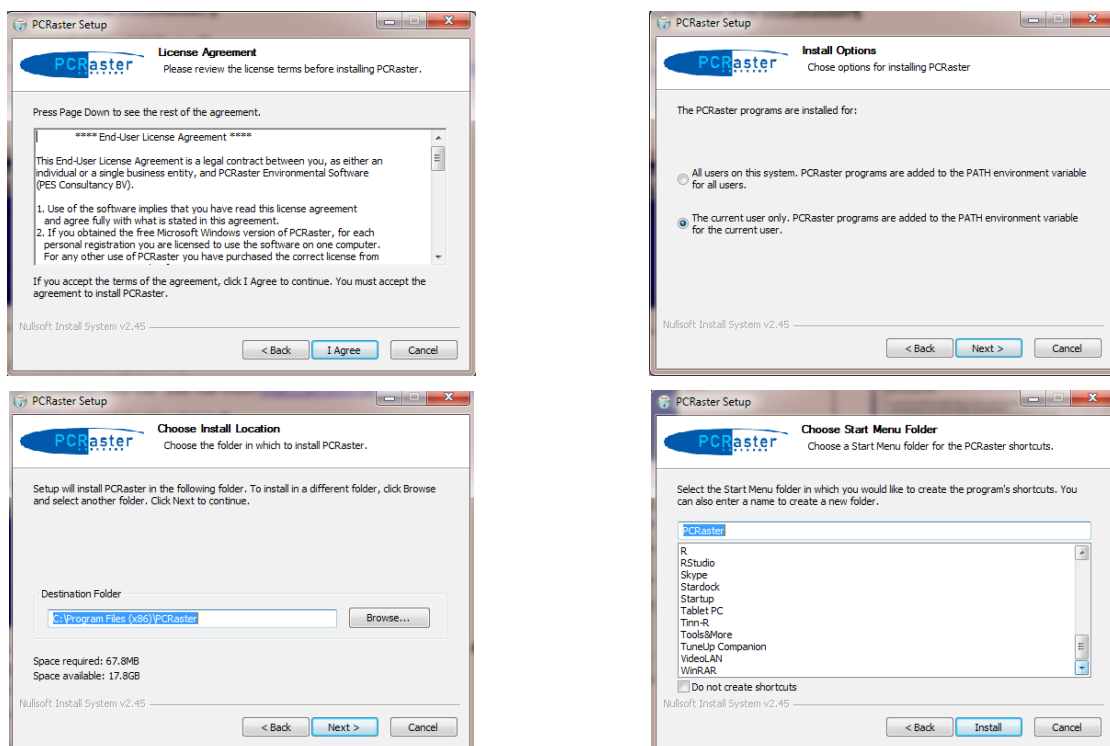 PCRaster Setup
PCRaster
License Agreement
Please review the license terms before installing PCRaster.
Press Page Down to see the rest of the agreement.
**** End-User License Agreement ****
This End-User License Agreement is a legal contract between you, as either an
individual or a single business entity, and PCRaster Environmental Software
(PES Consultancy BV).
1. Use of the software implies that you have read this license agreement
and agree fully with what is stated in this agreement.
2. If you obtained the free Microsoft Windows version of PCRaster, for each
personal registration you are licensed to use the software on one computer.
For any other use of PCRaster you have purchased the correct license from
If you accept the terms of the agreement, click I Agree to continue. You must accept the
agreement to install PCRaster.
Nullsoft Install System v2.45
< Back I Agree Cancel
PCRaster Setup
PCRaster
Install Options
Chose options for installing PCRaster
The PCRaster programs are installed for:
All users on this system. PCRaster programs are added to the PATH environment variable
for all users.
The current user only. PCRaster programs are added to the PATH environment variable
for the current user.
Nullsoft Install System v2.45
< Back Next > Cancel
PCRaster Setup
PCRaster
Choose Install Location
Choose the folder in which to install PCRaster.
Setup will install PCRaster in the following folder. To install in a different folder, click Browse
and select another folder. Click Next to continue.
Destination Folder
C:\Program Files (x86)\PCRaster Browse...
Space required: 67.8MB
Space available: 17.8GB
Nullsoft Install System v2.45
< Back Next > Cancel
PCRaster Setup
PCRaster
Choose Start Menu Folder
Choose a Start Menu folder for the PCRaster shortcuts.
Select the Start Menu folder in which you would like to create the program's shortcuts. You
can also enter a name to create a new folder.
PCRaster
R
RStudio
Skype
Stardock
Startup
Tablet PC
Tinn-R
Tools&More
TuneUp Companion
VideoLAN
WinRAR
Do not create shortcuts
Nullsoft Install System v2.45
< Back Install Cancel